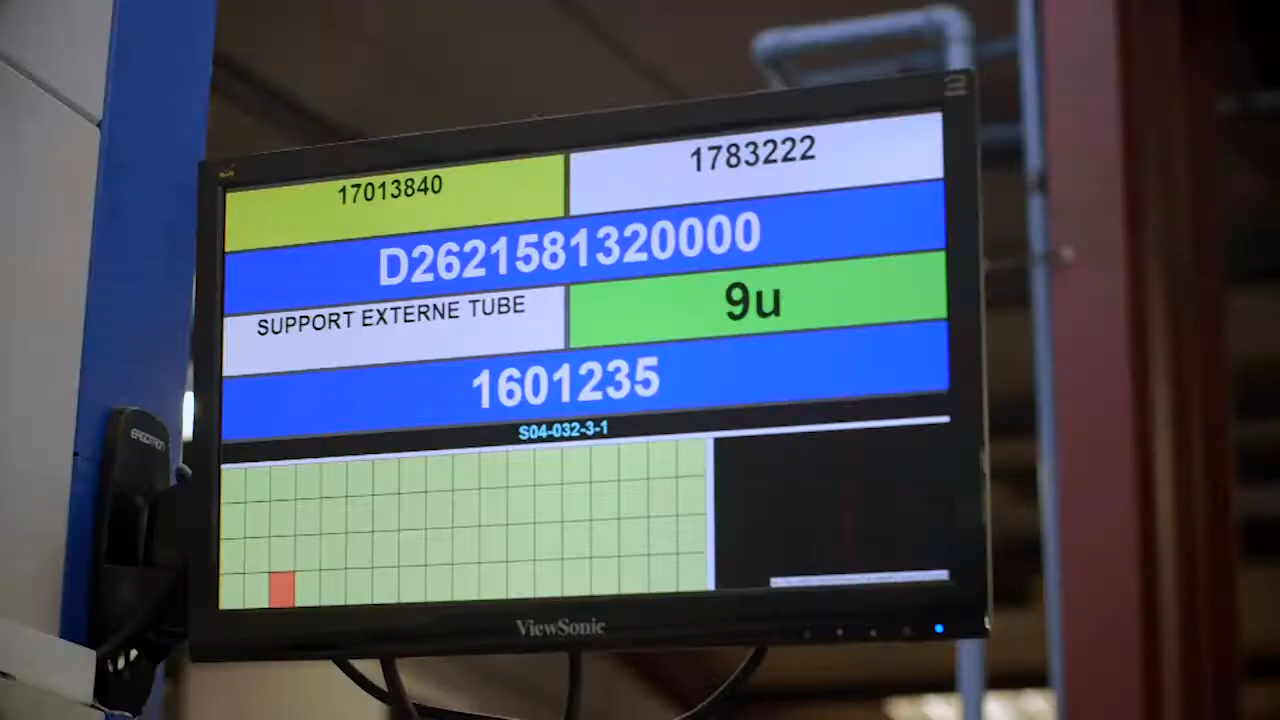 17013840
1783222
D2621581320000
SUPPORT EXTERNE TUBE
9u
1601235
S04-032-3-1
ERGOTRON
ViewSonic